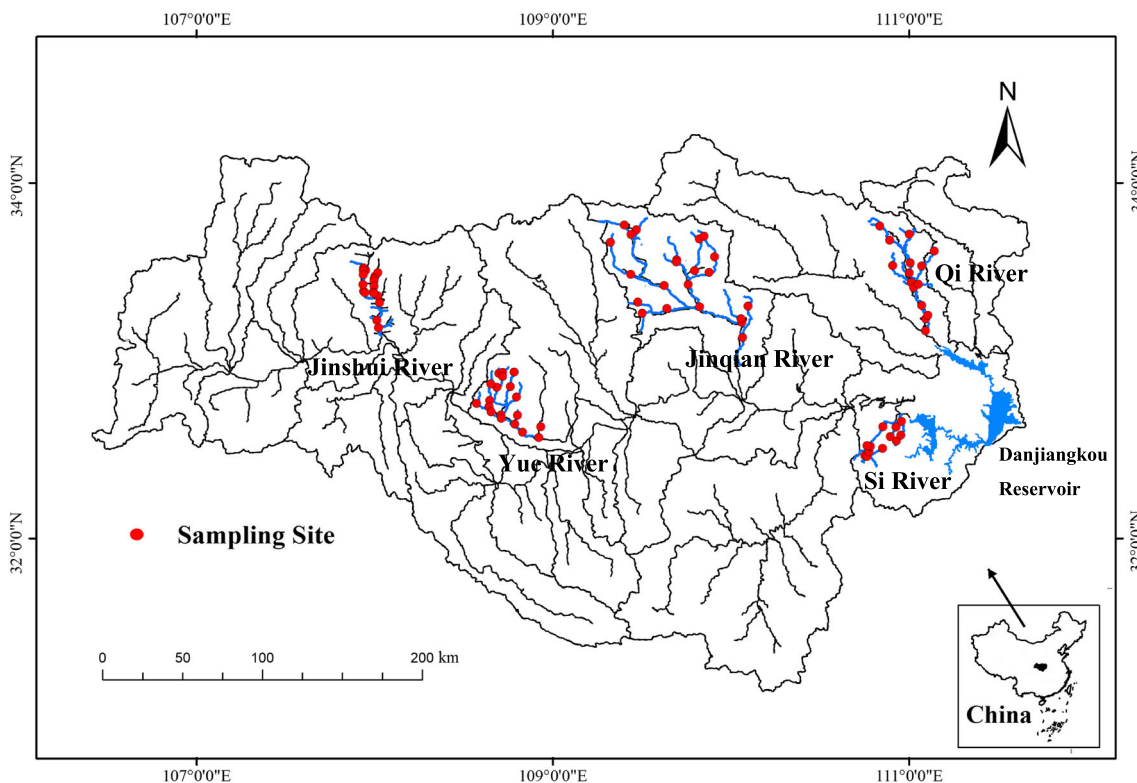 107°0'0"E 109°0'0"E 111°0'0"E
N
34°0'0"N 34°0'0"N
Qi River
Jinshui River
Jinqian River
Yue River
Si River
Danjiangkou
Reservoir
Sampling Site
32°0'0"N 32°0'0"N
0 50 100 200 km
China
107°0'0"E 109°0'0"E 111°0'0"E